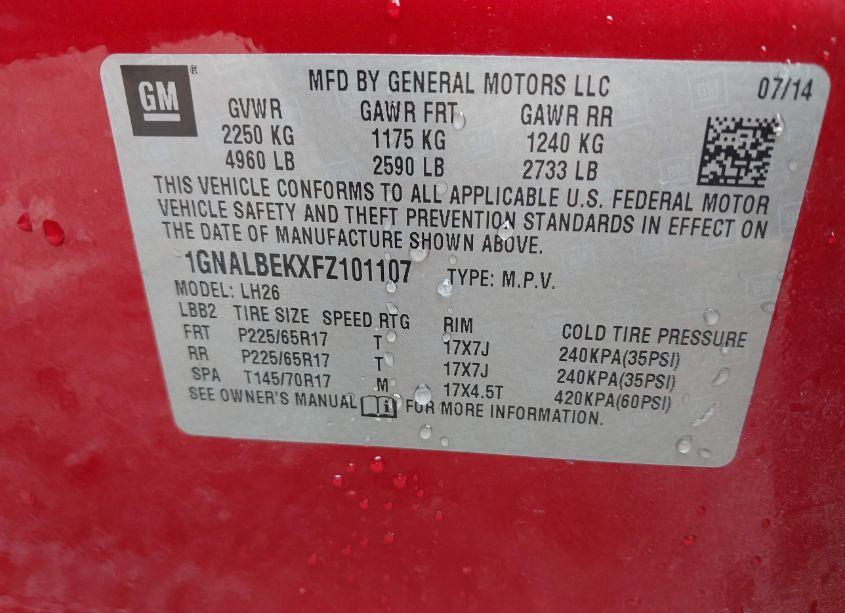 GM
MFD BY GENERAL MOTORS LLC 07/14
GVWR GAWR FRT GAWR RR
2250 KG 1175 KG 1240 KG
4960 LB 2590 LB 2733 LB
THIS VEHICLE CONFORMS TO ALL APPLICABLE U.S. FEDERAL MOTOR
VEHICLE SAFETY AND THEFT PREVENTION STANDARDS IN EFFECT ON
THE DATE OF MANUFACTURE SHOWN ABOVE.
1GNALBEKXFZ101107 TYPE: M.P.V.
MODEL: LH26
LBB2 TIRE SIZE SPEED RTG RIM COLD TIRE PRESSURE
FRT P225/65R17 T 17X7J 240KPA(35PSI)
RR P225/65R17 T 17X7J 240KPA(35PSI)
SPA T145/70R17 M 17X4.5T 420KPA(60PSI)
SEE OWNER'S MANUAL FOR MORE INFORMATION.